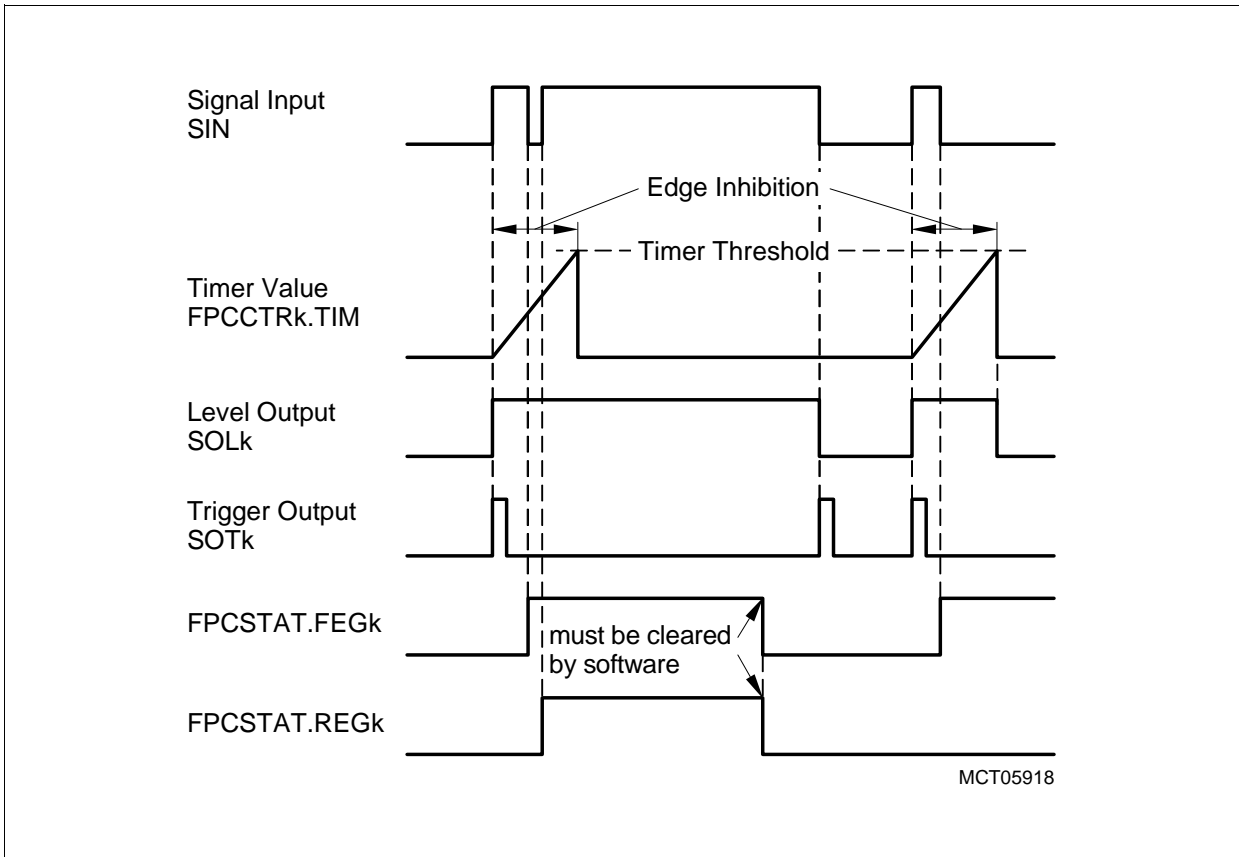 Signal Input
SIN
Edge Inhibition
Timer Threshold
Timer Value
FPCCTRk.TIM
Level Output
SOLk
Trigger Output
SOTk
FPCSTAT.FEGk
must be cleared
by software
FPCSTAT.REGk
MCT05918